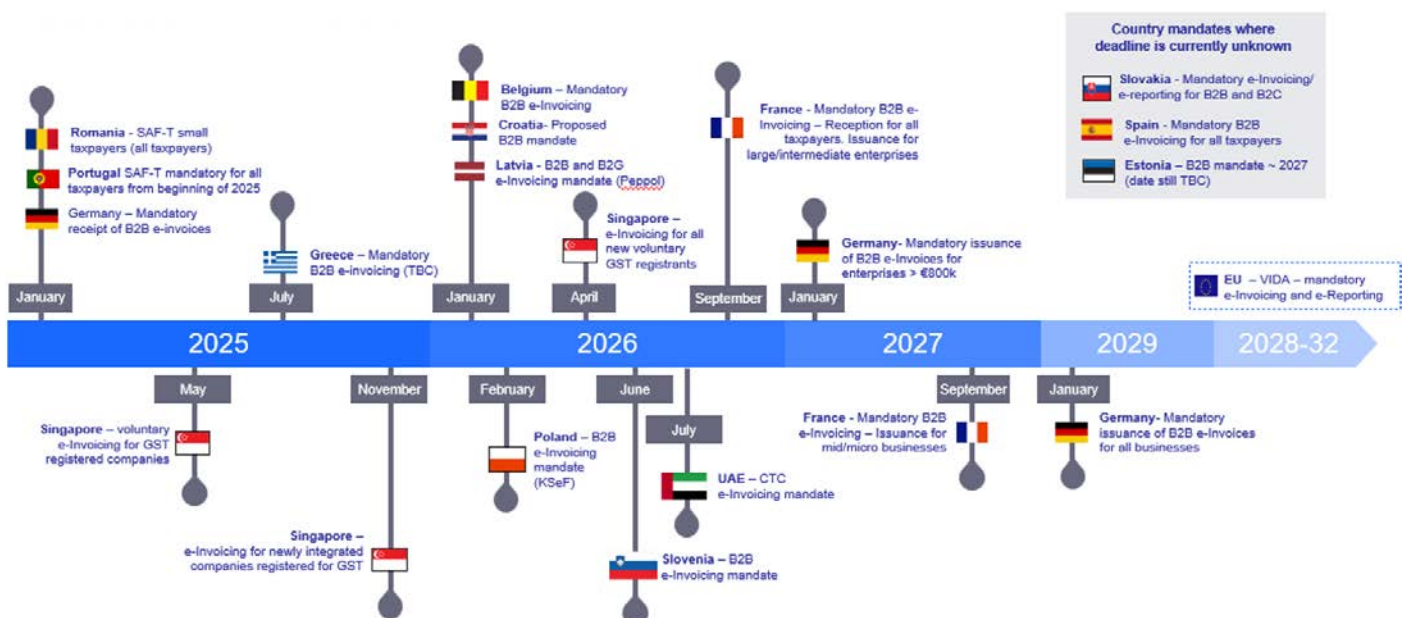 Country mandates where
deadline is currently unknown
Slovakia - Mandatory e-Invoicing/
e-reporting for B2B and B2C
Spain - Mandatory B2B
e-Invoicing for all taxpayers
Estonia – B2B mandate ~ 2027
(date still TBC)
Romania - SAF-T small
taxpayers (all taxpayers)
Portugal SAF-T mandatory for all
taxpayers from beginning of 2025
Germany – Mandatory
receipt of B2B e-invoices
January
Greece – Mandatory
B2B e-invoicing (TBC)
July
Belgium – Mandatory
B2B e-Invoicing
Croatia- Proposed
B2B mandate
Latvia - B2B and B2G
e-Invoicing mandate (Peppol)
January
Singapore –
e-Invoicing for all
new voluntary
GST registrants
April
France - Mandatory B2B e-
Invoicing – Reception for all
taxpayers. Issuance for
large/intermediate enterprises
September
Germany- Mandatory issuance
of B2B e-Invoices for
enterprises > €800k
January
EU – VIDA – mandatory
e-Invoicing and e-Reporting
2025
2026
2027
2029
2028-32
May
Singapore – voluntary
e-Invoicing for GST
registered companies
November
Singapore –
e-Invoicing for newly integrated
companies registered for GST
February
Poland – B2B
e-Invoicing
mandate
(KSeF)
June
Slovenia – B2B
e-Invoicing mandate
July
UAE – CTC
e-Invoicing mandate
September
France - Mandatory B2B
e-Invoicing – Issuance for
mid/micro businesses
January
Germany- Mandatory
issuance of B2B e-Invoices
for all businesses